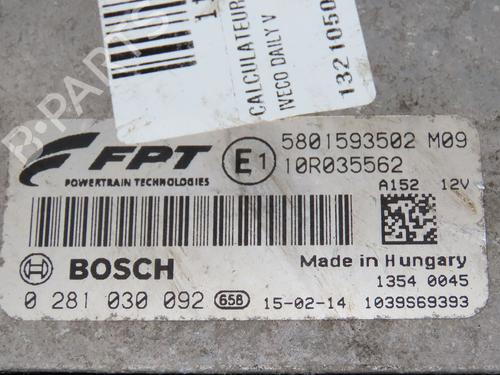 CALCULATEUR
IVECO DAILY V
1321050
B-PARTS
FPT
POWERTRAIN TECHNOLOGIES
E1
5801593502 M09
10R035562
A152 12V
BOSCH
Made in Hungary
1354 0045
0 281 030 092 658 15-02-14 1039S69393